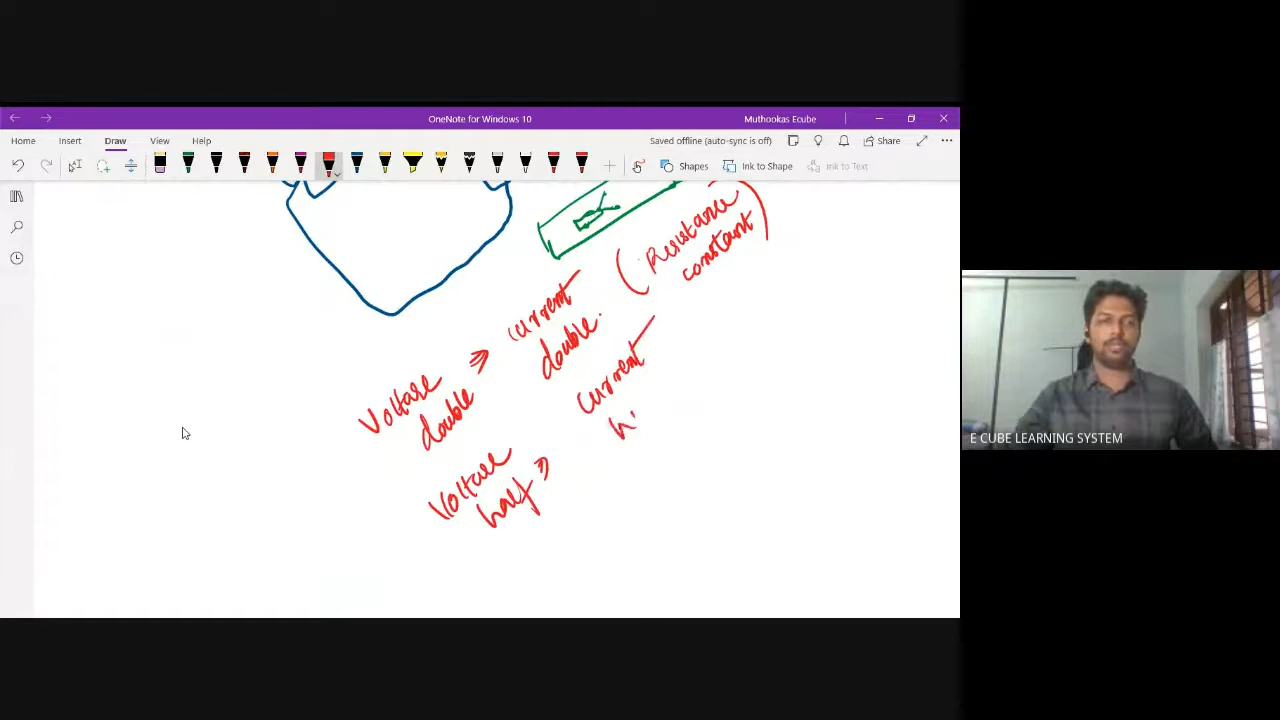 OneNote for Windows 10
Muthookas Ecube
Home Insert Draw View Help
Saved offline (auto-sync is off)
Share
Shapes
Ink to Shape
Ink to Text
(Resistance
constant)
Voltage
double
⇒
current
double.
Voltage
half
⇒
current
h
E CUBE LEARNING SYSTEM